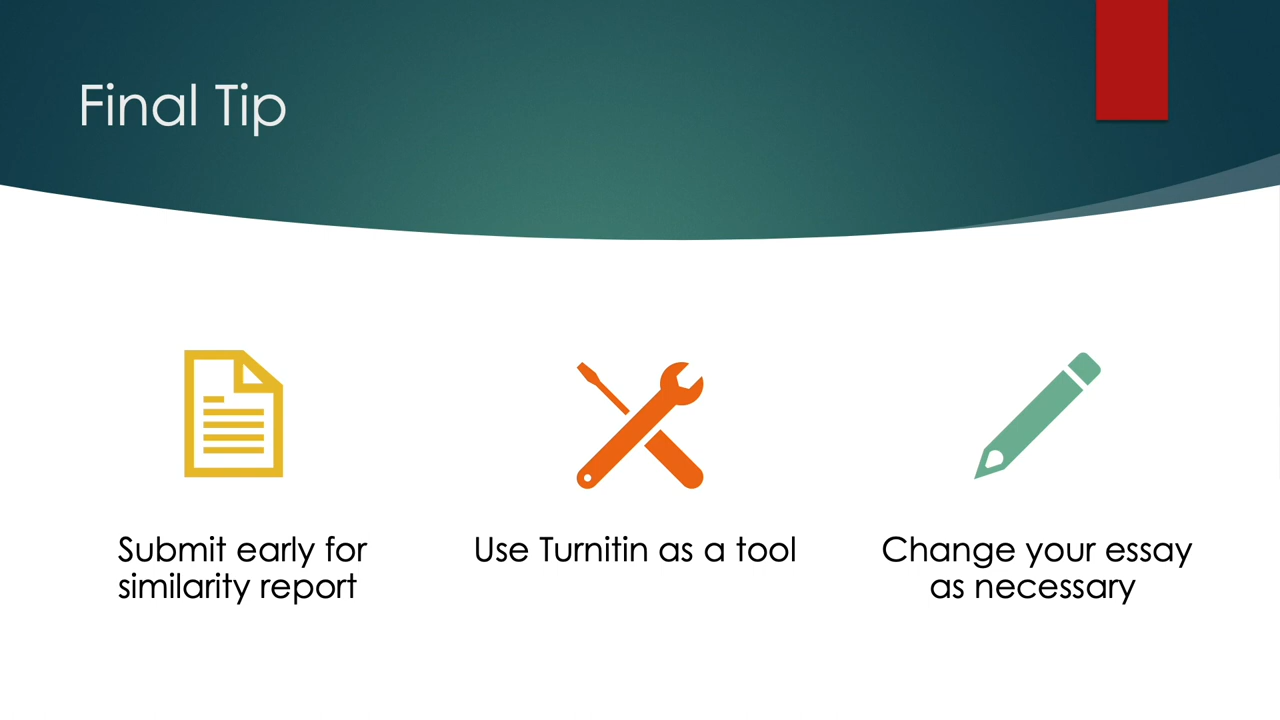 Final Tip
Submit early for
similarity report
Use Turnitin as a tool
Change your essay
as necessary